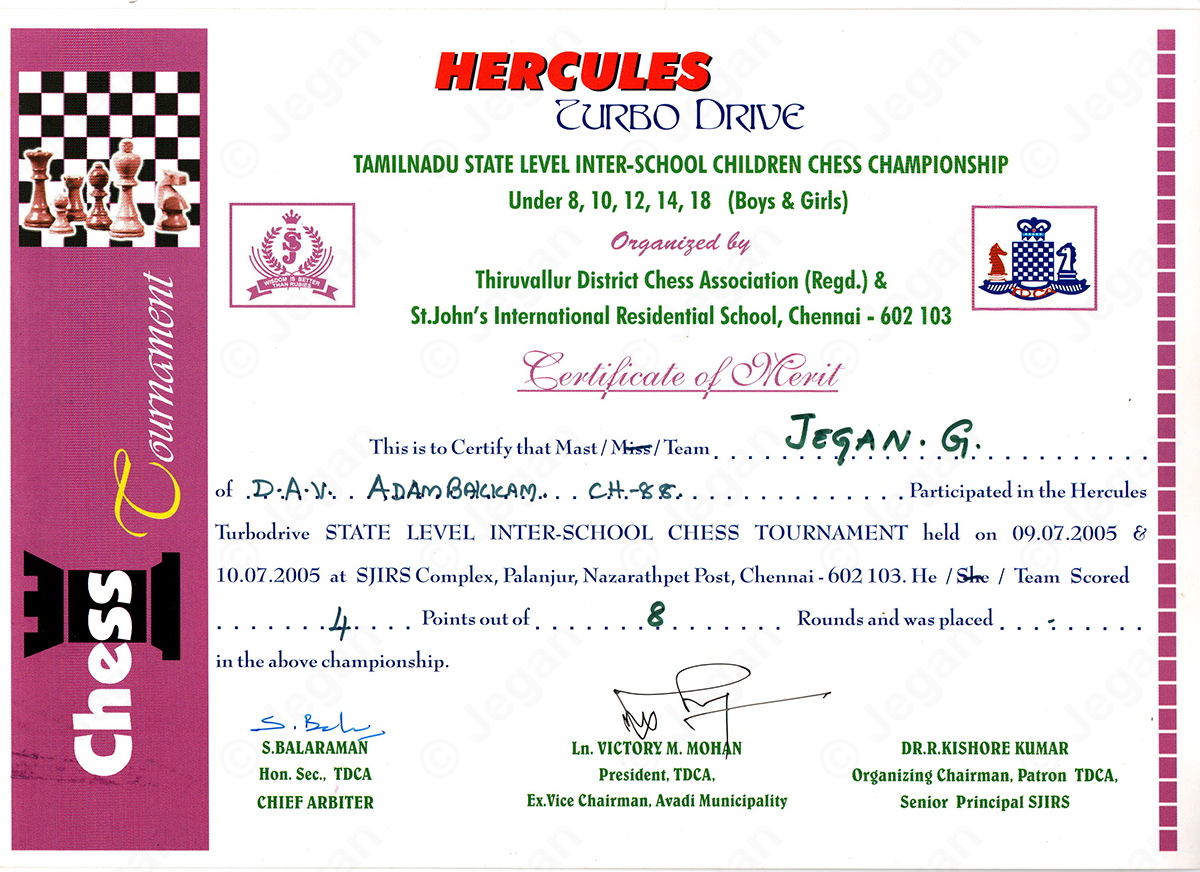 HERCULES
TURBO DRIVE
TAMILNADU STATE LEVEL INTER-SCHOOL CHILDREN CHESS CHAMPIONSHIP
Under 8, 10, 12, 14, 18 (Boys & Girls)
Organized by
Thiruvallur District Chess Association (Regd.) &
St.John's International Residential School, Chennai - 602 103
SJS
WISDOM IS BETTER
THAN RUBIES
TDCA
Chess Tournament
Certificate of Merit
This is to Certify that Mast / Miss / Team JEGAN. G.
of D.A.V. ADAMBAKKAM. CH-88. Participated in the Hercules
Turbodrive STATE LEVEL INTER-SCHOOL CHESS TOURNAMENT held on 09.07.2005 &
10.07.2005 at SJIRS Complex, Palanjur, Nazarathpet Post, Chennai - 602 103. He / She / Team Scored
4 Points out of 8 Rounds and was placed -
in the above championship.
S. Bal
S.BALARAMAN
Hon. Sec., TDCA
CHIEF ARBITER
Ln. VICTORY M. MOHAN
President, TDCA,
Ex.Vice Chairman, Avadi Municipality
DR.R.KISHORE KUMAR
Organizing Chairman, Patron TDCA,
Senior Principal SJIRS
© Jegan